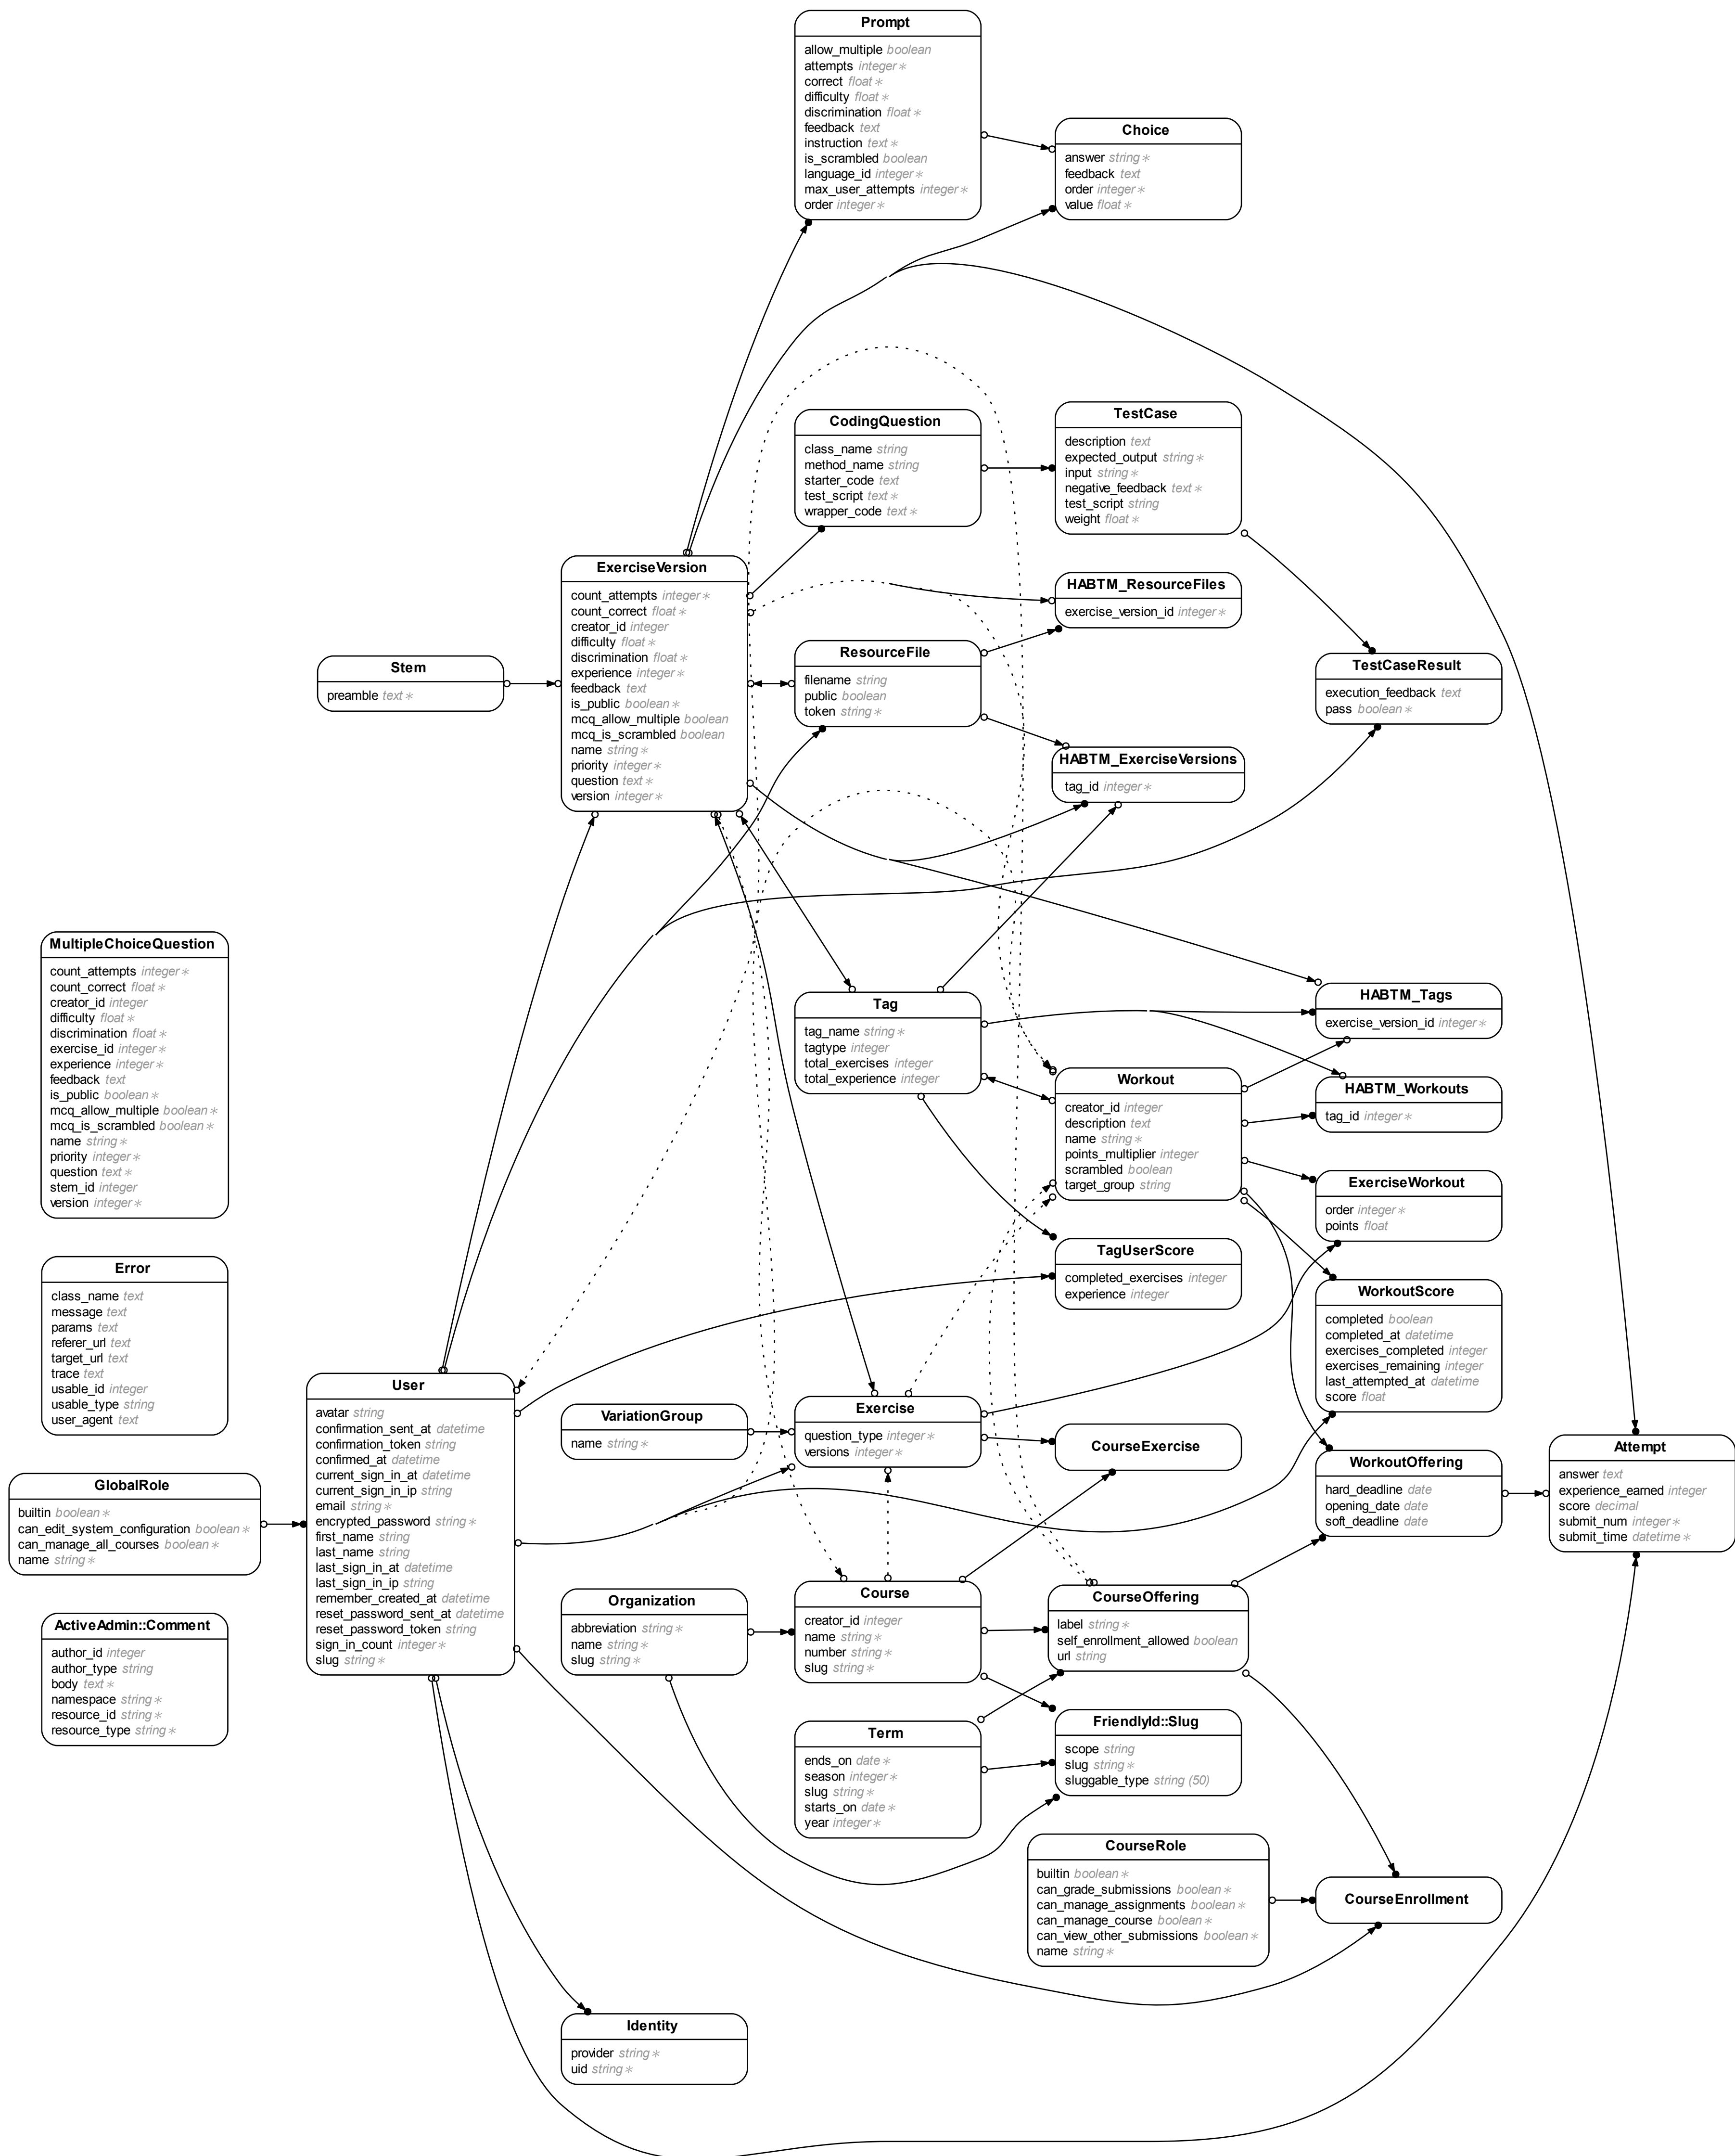 Prompt
allow_multiple boolean
attempts integer ∗
correct float ∗
difficulty float ∗
discrimination float ∗
feedback text
instruction text ∗
is_scrambled boolean
language_id integer ∗
max_user_attempts integer ∗
order integer ∗
Choice
answer string ∗
feedback text
order integer ∗
value float ∗
CodingQuestion
class_name string
method_name string
starter_code text
test_script text ∗
wrapper_code text ∗
TestCase
description text
expected_output string ∗
input string ∗
negative_feedback text ∗
test_script string
weight float ∗
ExerciseVersion
count_attempts integer ∗
count_correct float ∗
creator_id integer
difficulty float ∗
discrimination float ∗
experience integer ∗
feedback text
is_public boolean ∗
mcq_allow_multiple boolean
mcq_is_scrambled boolean
name string ∗
priority integer ∗
question text ∗
version integer ∗
HABTM_ResourceFiles
exercise_version_id integer ∗
Stem
preamble text ∗
ResourceFile
filename string
public boolean
token string ∗
TestCaseResult
execution_feedback text
pass boolean ∗
HABTM_ExerciseVersions
tag_id integer ∗
MultipleChoiceQuestion
count_attempts integer ∗
count_correct float ∗
creator_id integer
difficulty float ∗
discrimination float ∗
exercise_id integer ∗
experience integer ∗
feedback text
is_public boolean ∗
mcq_allow_multiple boolean ∗
mcq_is_scrambled boolean ∗
name string ∗
priority integer ∗
question text ∗
stem_id integer
version integer ∗
Tag
tag_name string ∗
tagtype integer
total_exercises integer
total_experience integer
HABTM_Tags
exercise_version_id integer ∗
Workout
creator_id integer
description text
name string ∗
points_multiplier integer
scrambled boolean
target_group string
HABTM_Workouts
tag_id integer ∗
ExerciseWorkout
order integer ∗
points float
TagUserScore
completed_exercises integer
experience integer
WorkoutScore
completed boolean
completed_at datetime
exercises_completed integer
exercises_remaining integer
last_attempted_at datetime
score float
Error
class_name text
message text
params text
referer_url text
target_url text
trace text
usable_id integer
usable_type string
user_agent text
User
avatar string
confirmation_sent_at datetime
confirmation_token string
confirmed_at datetime
current_sign_in_at datetime
current_sign_in_ip string
email string ∗
encrypted_password string ∗
first_name string
last_name string
last_sign_in_at datetime
last_sign_in_ip string
remember_created_at datetime
reset_password_sent_at datetime
reset_password_token string
sign_in_count integer ∗
slug string ∗
VariationGroup
name string ∗
Exercise
question_type integer ∗
versions integer ∗
CourseExercise
WorkoutOffering
hard_deadline date
opening_date date
soft_deadline date
Attempt
answer text
experience_earned integer
score decimal
submit_num integer ∗
submit_time datetime ∗
GlobalRole
builtin boolean ∗
can_edit_system_configuration boolean ∗
can_manage_all_courses boolean ∗
name string ∗
Organization
abbreviation string ∗
name string ∗
slug string ∗
Course
creator_id integer
name string ∗
number string ∗
slug string ∗
CourseOffering
label string ∗
self_enrollment_allowed boolean
url string
ActiveAdmin::Comment
author_id integer
author_type string
body text ∗
namespace string ∗
resource_id string ∗
resource_type string ∗
Term
ends_on date ∗
season integer ∗
slug string ∗
starts_on date ∗
year integer ∗
FriendlyId::Slug
scope string
slug string ∗
sluggable_type string (50)
CourseRole
builtin boolean ∗
can_grade_submissions boolean ∗
can_manage_assignments boolean ∗
can_manage_course boolean ∗
can_view_other_submissions boolean ∗
name string ∗
CourseEnrollment
Identity
provider string ∗
uid string ∗